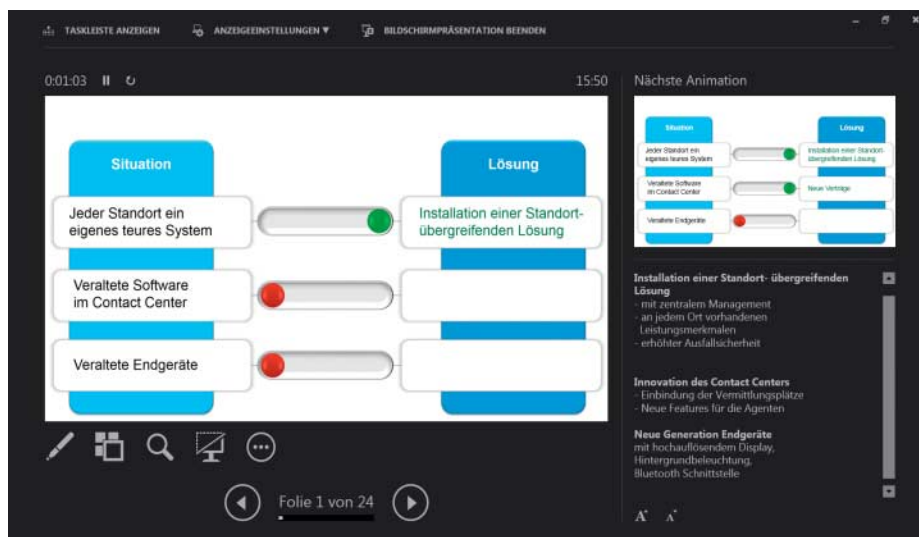 TASKLEISTE ANZEIGEN
ANZEIGEEINSTELLUNGEN ▼
BILDSCHIRMPRÄSENTATION BEENDEN
0:01:03
15:50
Situation
Lösung
Jeder Standort ein
eigenes teures System
Installation einer Standort-
übergreifenden Lösung
Veraltete Software
im Contact Center
Veraltete Endgeräte
Folie 1 von 24
Nächste Animation
Situation
Lösung
Jeder Standort ein
eigenes teures System
Installation einer Standort-
übergreifenden Lösung
Veraltete Software
im Contact Center
Neue Verträge
Veraltete Endgeräte
Installation einer Standort- übergreifenden
Lösung
- mit zentralem Management
- an jedem Ort vorhandenen
Leistungsmerkmalen
- erhöhter Ausfallsicherheit
Innovation des Contact Centers
- Einbindung der Vermittlungsplätze
- Neue Features für die Agenten
Neue Generation Endgeräte
mit hochauflösendem Display,
Hintergrundbeleuchtung,
Bluetooth Schnittstelle
A A